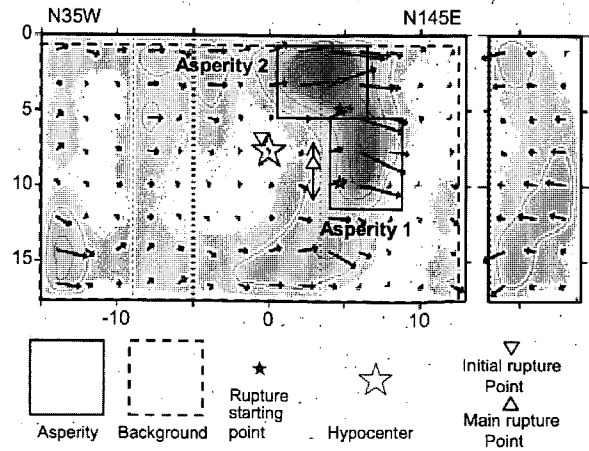 N35W
N145E
0
5
10
15
Asperity 2
Asperity 1
-10
0
10
Asperity
Background
Rupture
starting
point
Hypocenter
Initial rupture
Point
Main rupture
Point